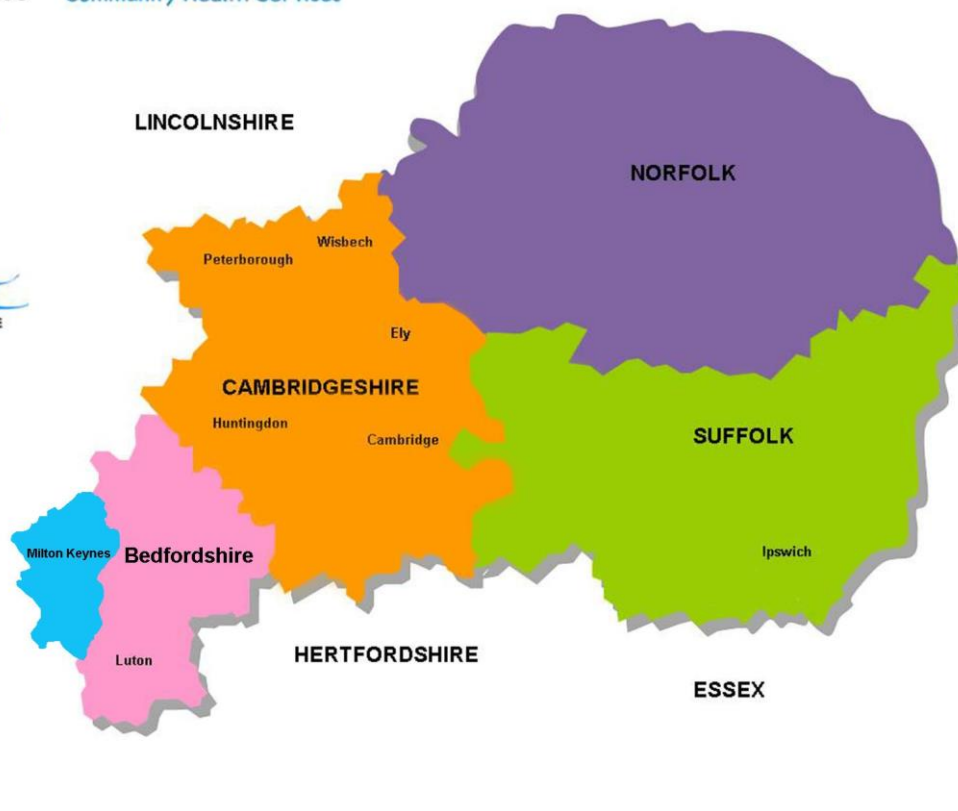 LINCOLNSHIRE
NORFOLK
Wisbech
Peterborough
Ely
CAMBRIDGESHIRE
Huntingdon
Cambridge
SUFFOLK
Milton Keynes
Bedfordshire
Ipswich
Luton
HERTFORDSHIRE
ESSEX